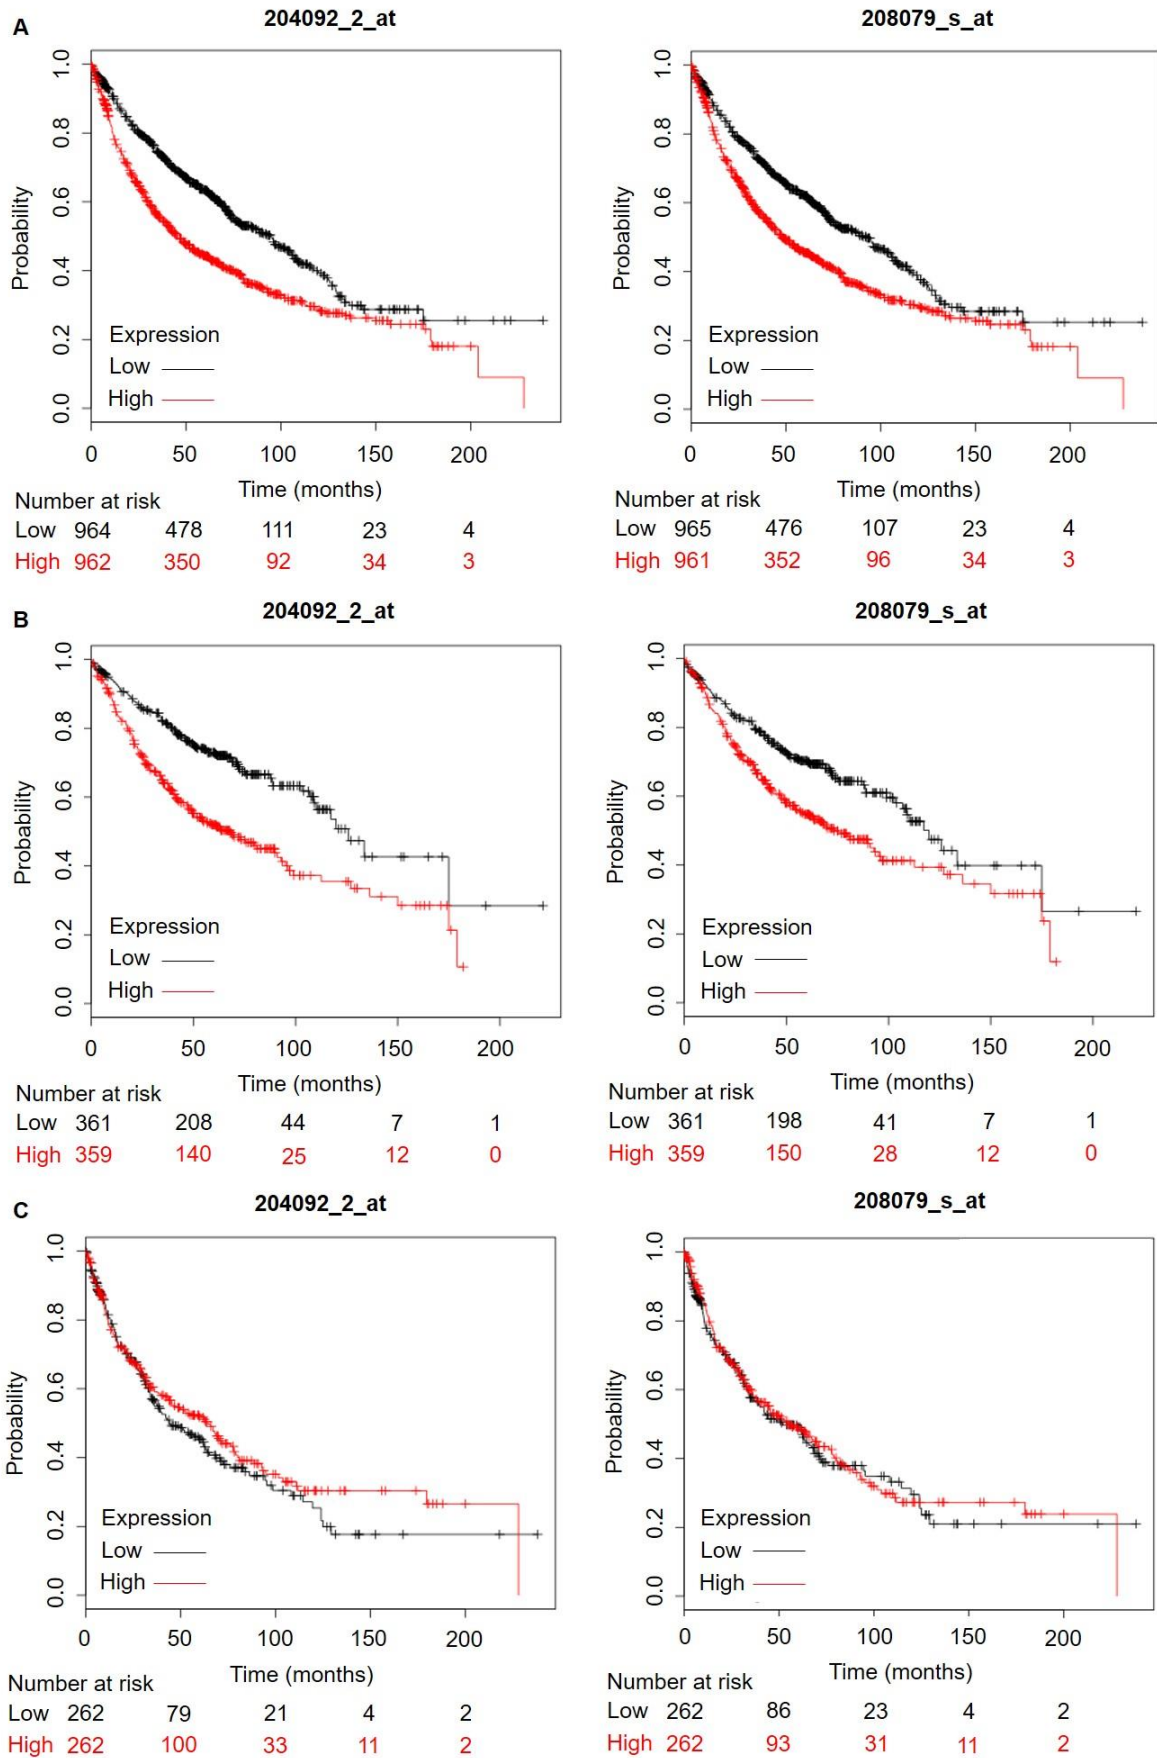 A
204092_2_at
208079_s_at
Probability
1.0
0.8
0.6
0.4
0.2
0.0
Expression
Low
High
0 50 100 150 200
Time (months)
Number at risk
Low 964 478 111 23 4
High 962 350 92 34 3
Probability
1.0
0.8
0.6
0.4
0.2
0.0
Expression
Low
High
0 50 100 150 200
Time (months)
Number at risk
Low 965 476 107 23 4
High 961 352 96 34 3
B
204092_2_at
208079_s_at
Probability
1.0
0.8
0.6
0.4
0.2
0.0
Expression
Low
High
0 50 100 150 200
Time (months)
Number at risk
Low 361 208 44 7 1
High 359 140 25 12 0
Probability
1.0
0.8
0.6
0.4
0.2
0.0
Expression
Low
High
0 50 100 150 200
Time (months)
Number at risk
Low 361 198 41 7 1
High 359 150 28 12 0
C
204092_2_at
208079_s_at
Probability
1.0
0.8
0.6
0.4
0.2
0.0
Expression
Low
High
0 50 100 150 200
Time (months)
Number at risk
Low 262 79 21 4 2
High 262 100 33 11 2
Probability
1.0
0.8
0.6
0.4
0.2
0.0
Expression
Low
High
0 50 100 150 200
Time (months)
Number at risk
Low 262 86 23 4 2
High 262 93 31 11 2